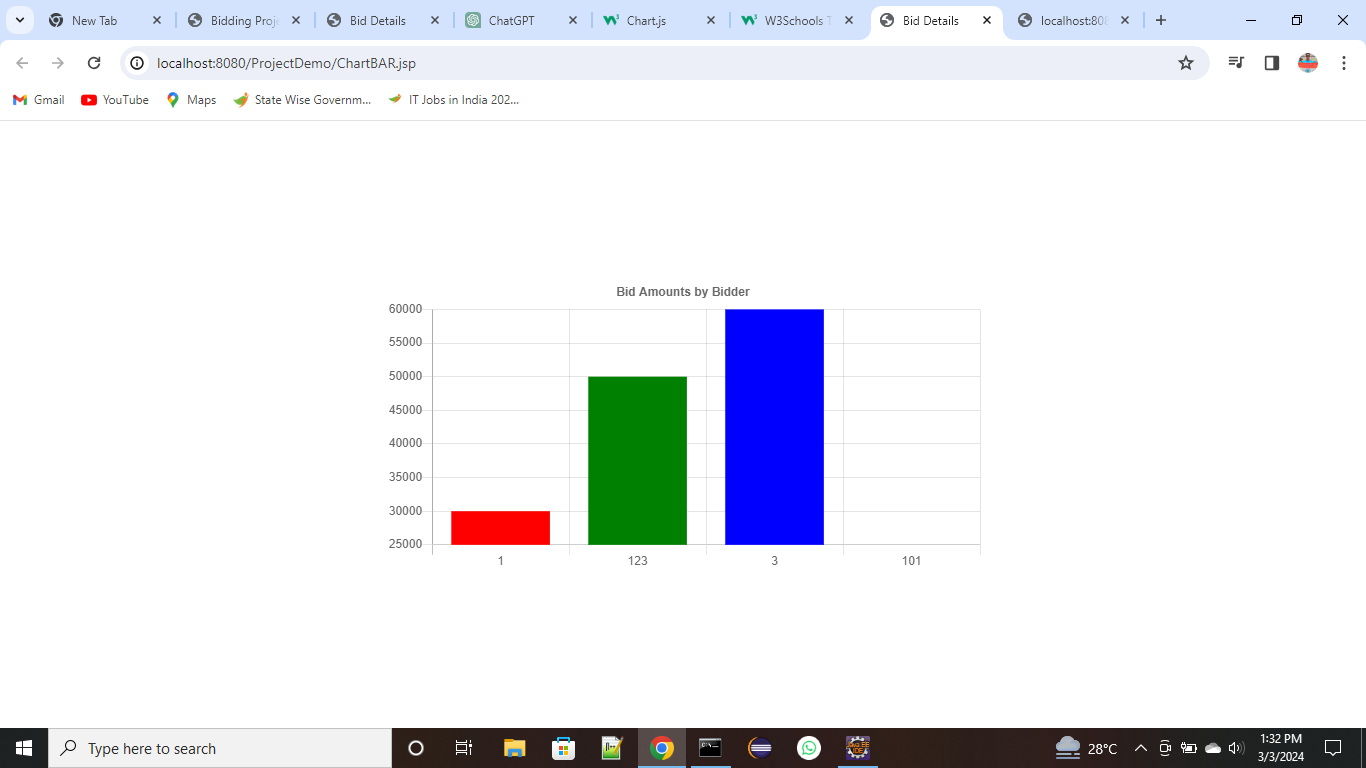 New Tab
Bidding Proj
Bid Details
ChatGPT
Chart.js
W3Schools T
Bid Details
localhost:808
localhost:8080/ProjectDemo/ChartBAR.jsp
Gmail
YouTube
Maps
State Wise Governm...
IT Jobs in India 202...
Bid Amounts by Bidder
60000
55000
50000
45000
40000
35000
30000
25000
1 123 3 101
Type here to search
28°C
1:32 PM
3/3/2024